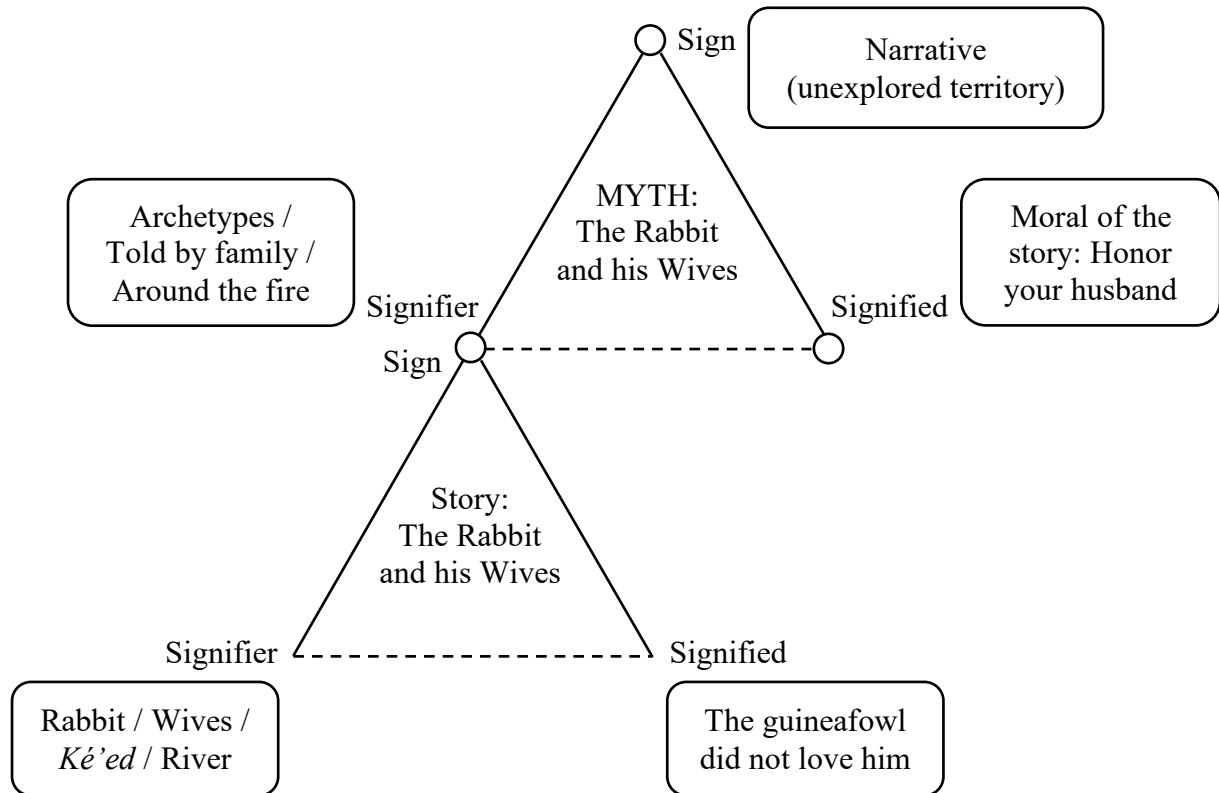 Sign
Narrative
(unexplored territory)
MYTH:
The Rabbit
and his Wives
Archetypes /
Told by family /
Around the fire
Moral of the
story: Honor
your husband
Signifier
Signified
Sign
Story:
The Rabbit
and his Wives
Signifier
Signified
Rabbit / Wives /
Ké’ed / River
The guineafowl
did not love him